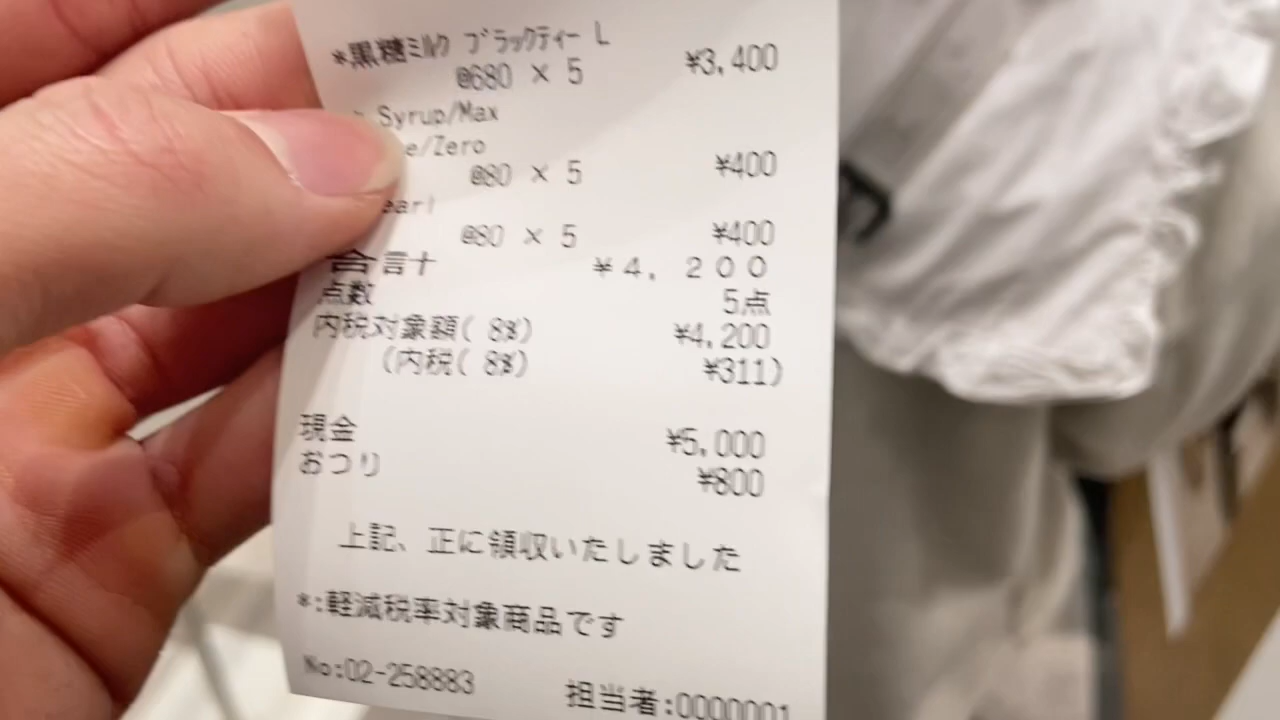 *黒糖ミルク ブラックティー L
@680 × 5 ¥3,400
Syrup/Max
e/Zero
@80 × 5 ¥400
earl
@80 × 5 ¥400
合計 ¥4,200
点数 5点
内税対象額( 8%) ¥4,200
(内税( 8%) ¥311)
現金 ¥5,000
おつり ¥800
上記、正に領収いたしました
*:軽減税率対象商品です
No:02-258883 担当者:0000001